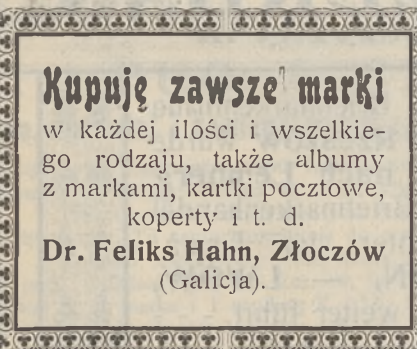 Kupuję zawsze marki
w każdej ilości i wszelkie-
go rodzaju, także albumy
z markami, kartki pocztowe,
koperty i t. d.
Dr. Feliks Hahn, Złoczów
(Galicja).